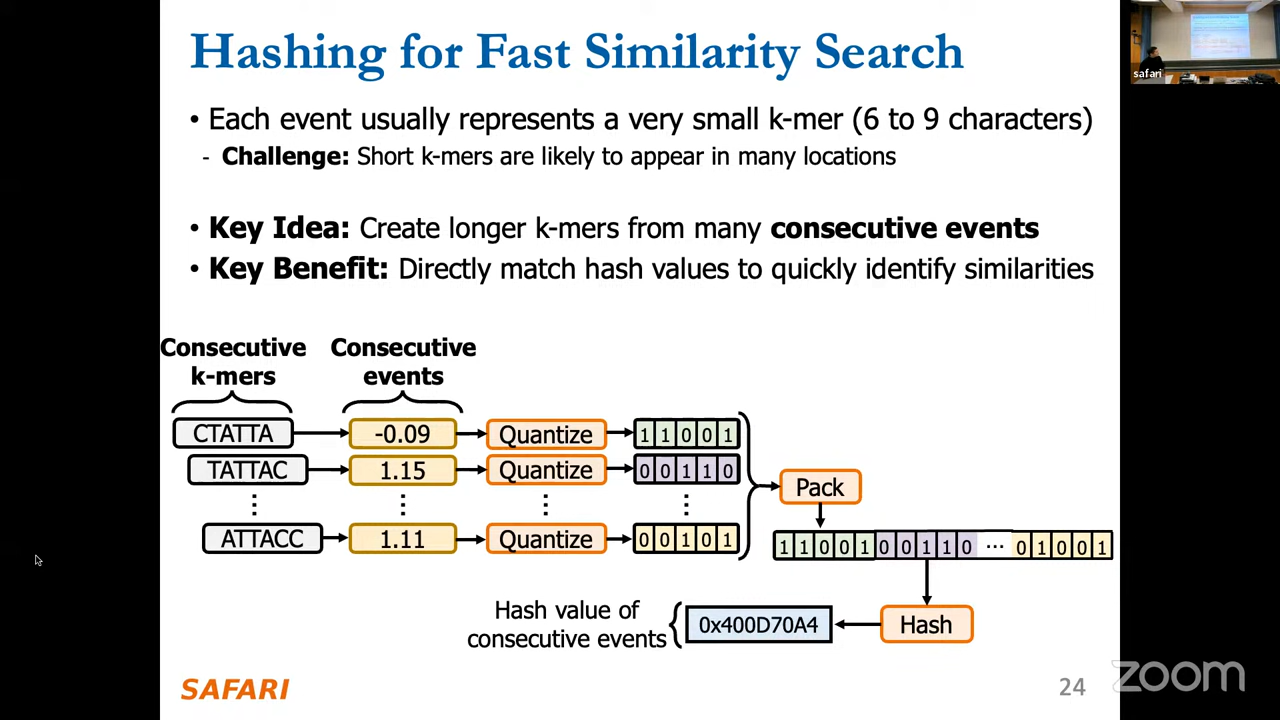 Hashing for Fast Similarity Search
safari
• Each event usually represents a very small k-mer (6 to 9 characters)
- Challenge: Short k-mers are likely to appear in many locations
• Key Idea: Create longer k-mers from many consecutive events
• Key Benefit: Directly match hash values to quickly identify similarities
Consecutive
k-mers
Consecutive
events
CTATTA
-0.09
Quantize
1 1 0 0 1
TATTAC
1.15
Quantize
0 0 1 1 0
⋮ ⋮ ⋮ ⋮
ATTACC
1.11
Quantize
0 0 1 0 1
Pack
1 1 0 0 1 0 0 1 1 0 ... 0 1 0 0 1
Hash
0x400D70A4
Hash value of
consecutive events
SAFARI
24
zoom